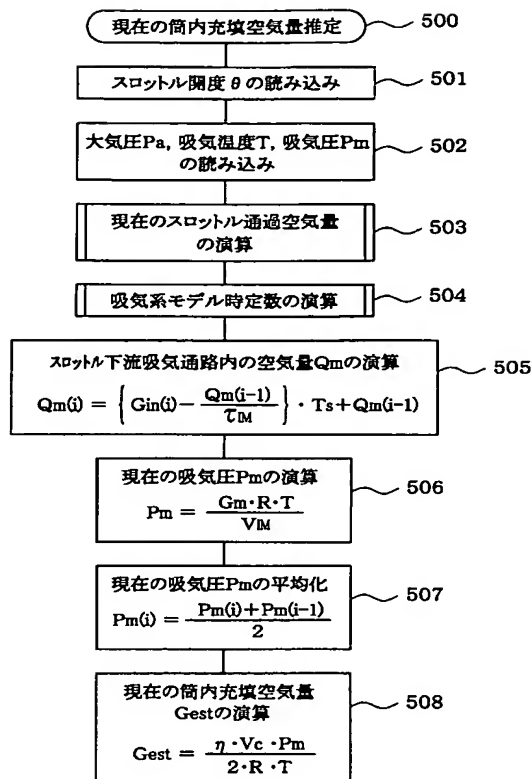 現在の筒内充填空気量推定
500
スロットル開度 θ の読み込み
501
大気圧Pa, 吸気温度T, 吸気圧Pm
の読み込み
502
現在のスロットル通過空気量
の演算
503
吸気系モデル時定数の演算
504
スロットル下流吸気通路内の空気量Qmの演算
Qm(i) = { Gin(i) − Qm(i-1) / τIM } · Ts + Qm(i-1)
505
現在の吸気圧Pmの演算
Pm = Gm · R · T / VIM
506
現在の吸気圧Pmの平均化
Pm(i) = Pm(i) + Pm(i-1) / 2
507
現在の筒内充填空気量
Gestの演算
Gest = η · Vc · Pm / 2 · R · T
508